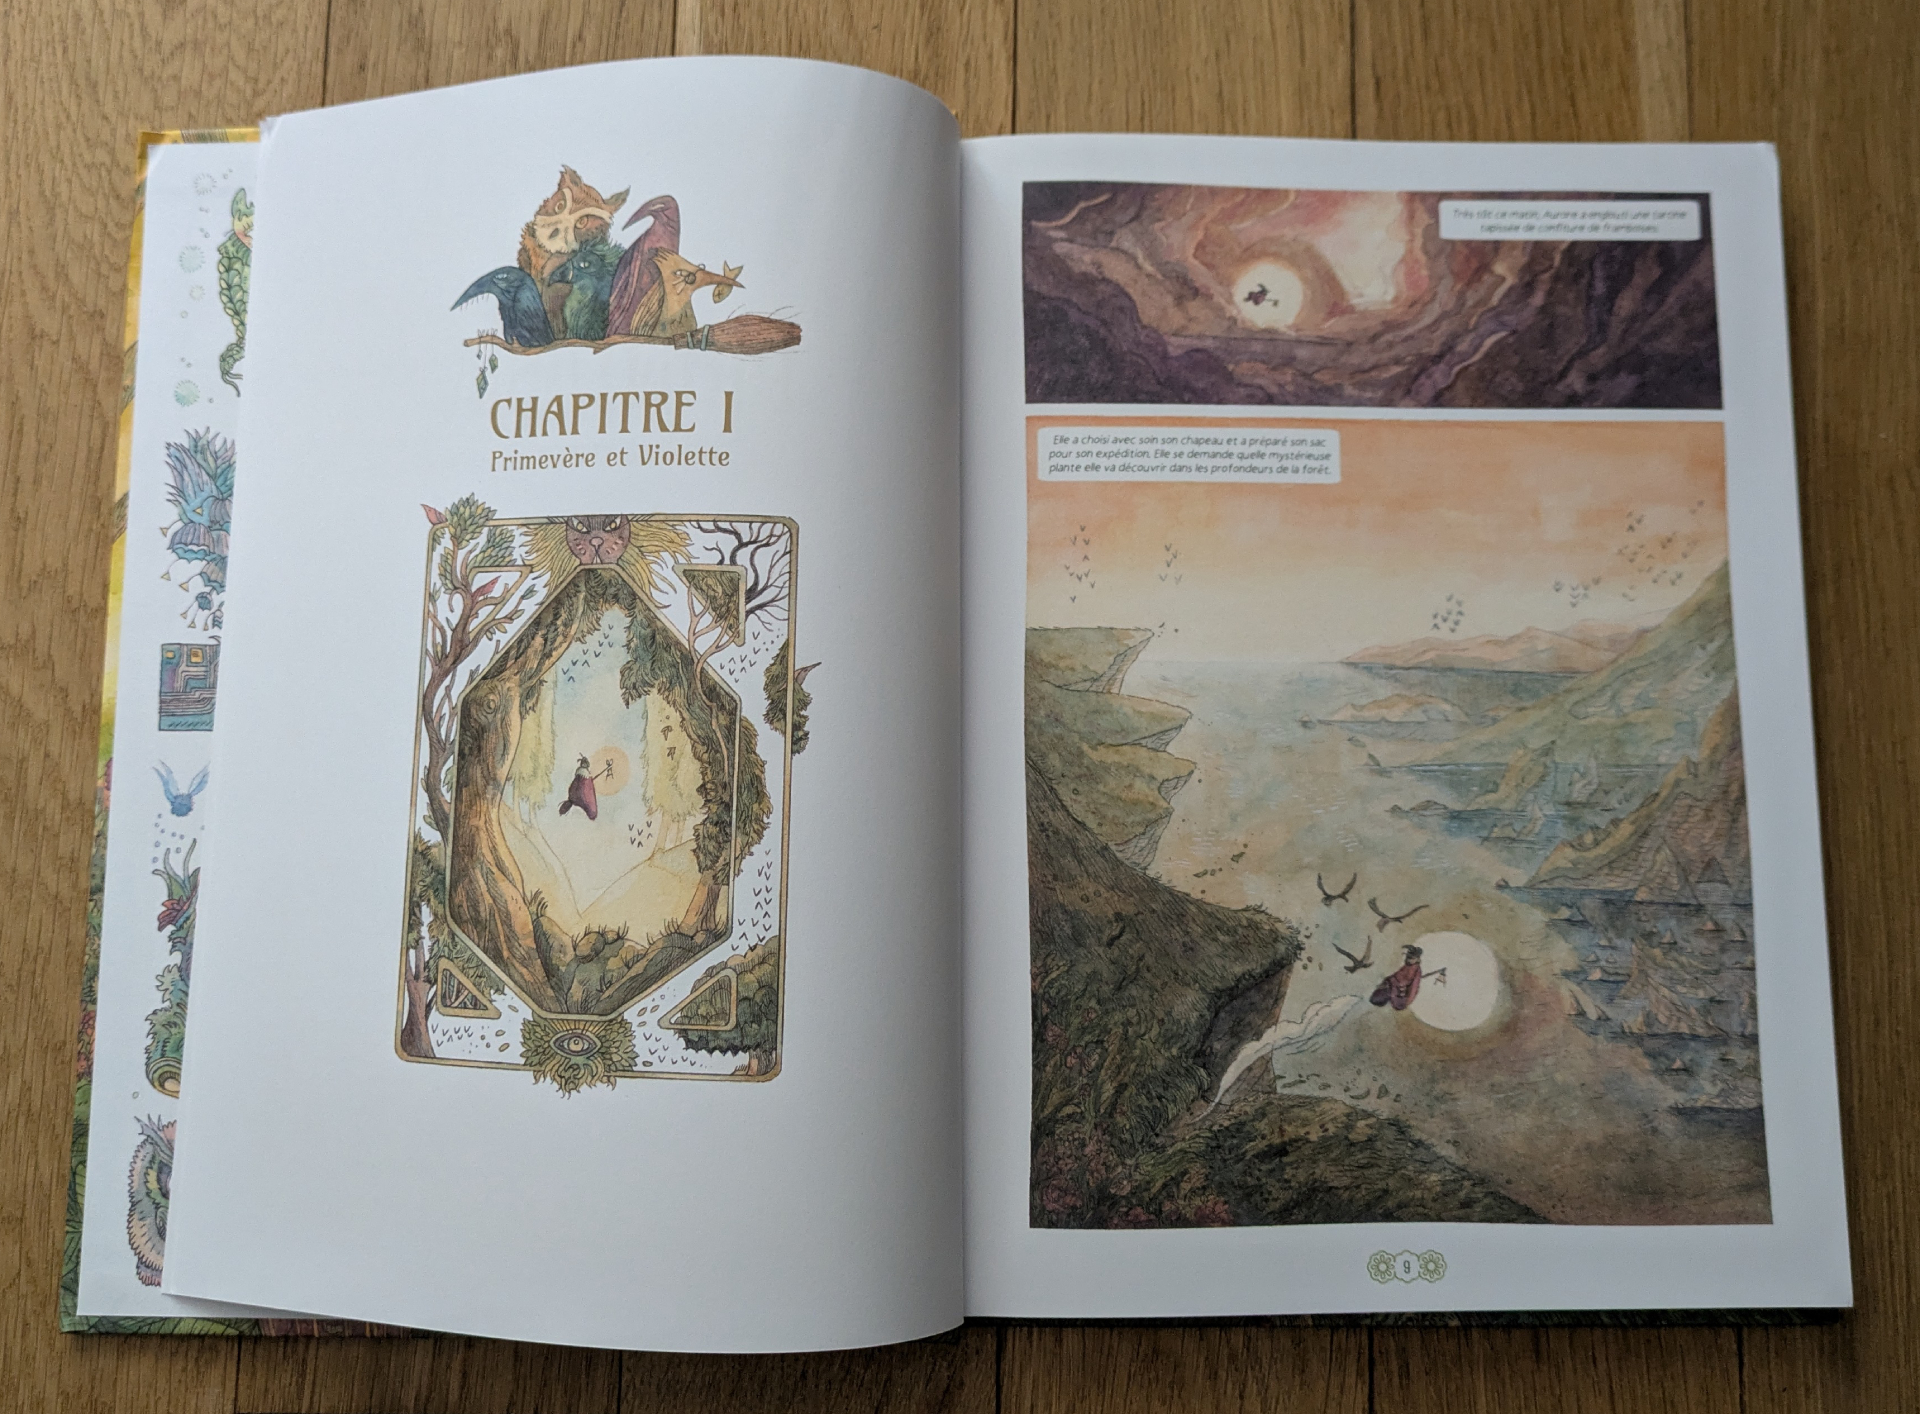 CHAPITRE I
Primevère et Violette
Très tôt ce matin, Aurore a englouti une tartine
tapissée de confiture de framboises.
Elle a choisi avec soin son chapeau et a préparé son sac
pour son expédition. Elle se demande quelle mystérieuse
plante elle va découvrir dans les profondeurs de la forêt.
9